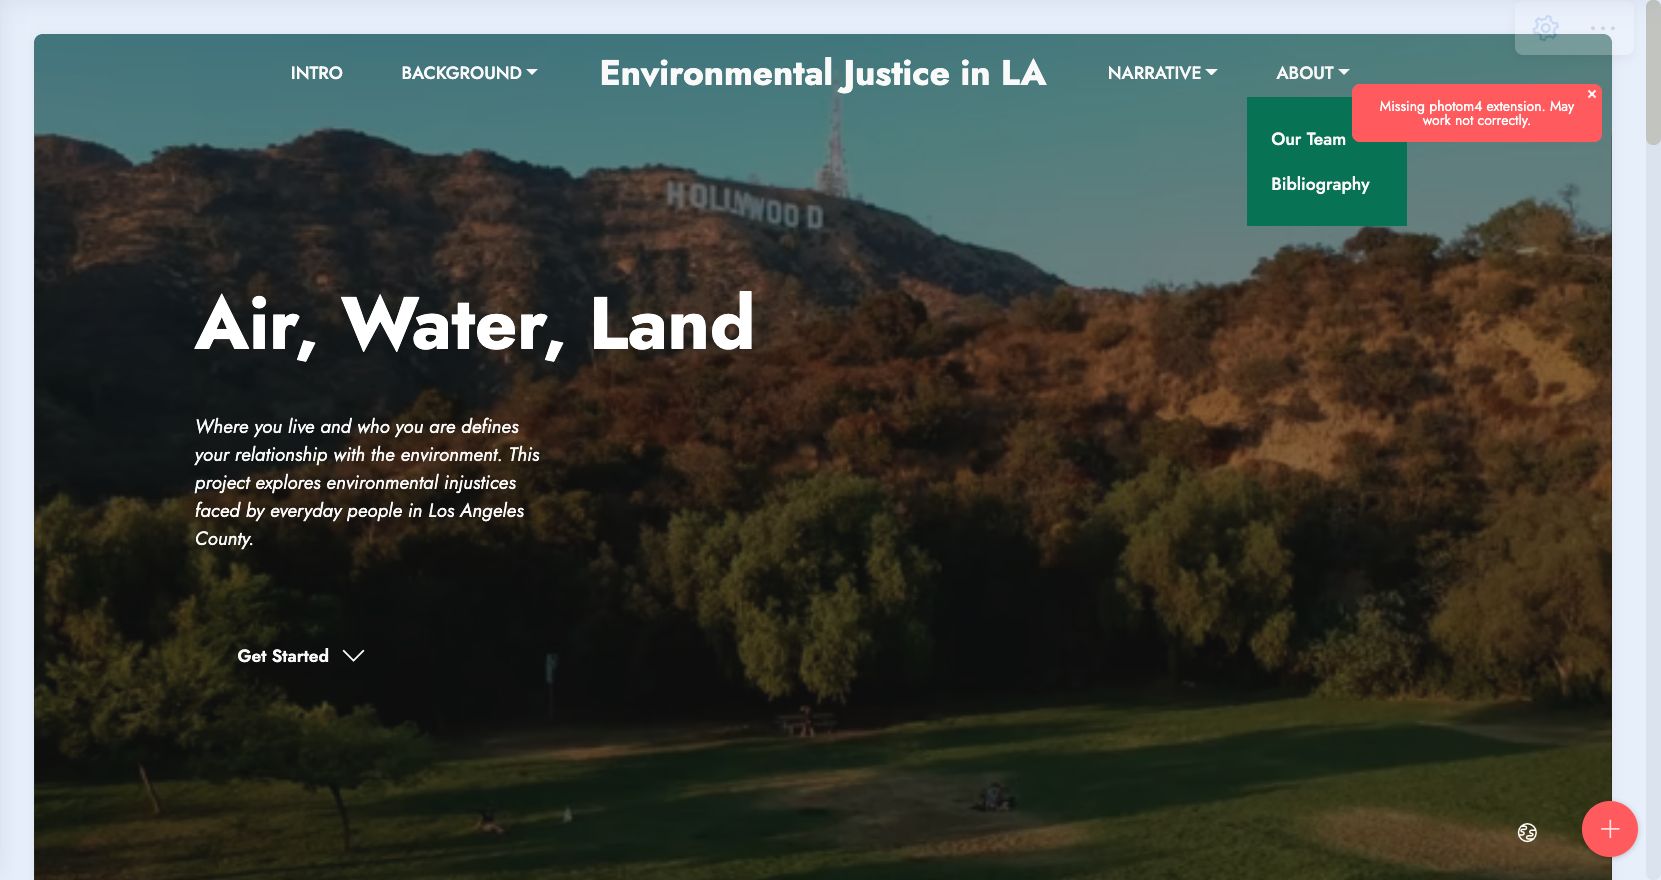 INTRO
BACKGROUND
Environmental Justice in LA
NARRATIVE
ABOUT
Missing photom4 extension. May
work not correctly.
Our Team
Bibliography
HOLLYWOOD
Air, Water, Land
Where you live and who you are defines
your relationship with the environment. This
project explores environmental injustices
faced by everyday people in Los Angeles
County.
Get Started